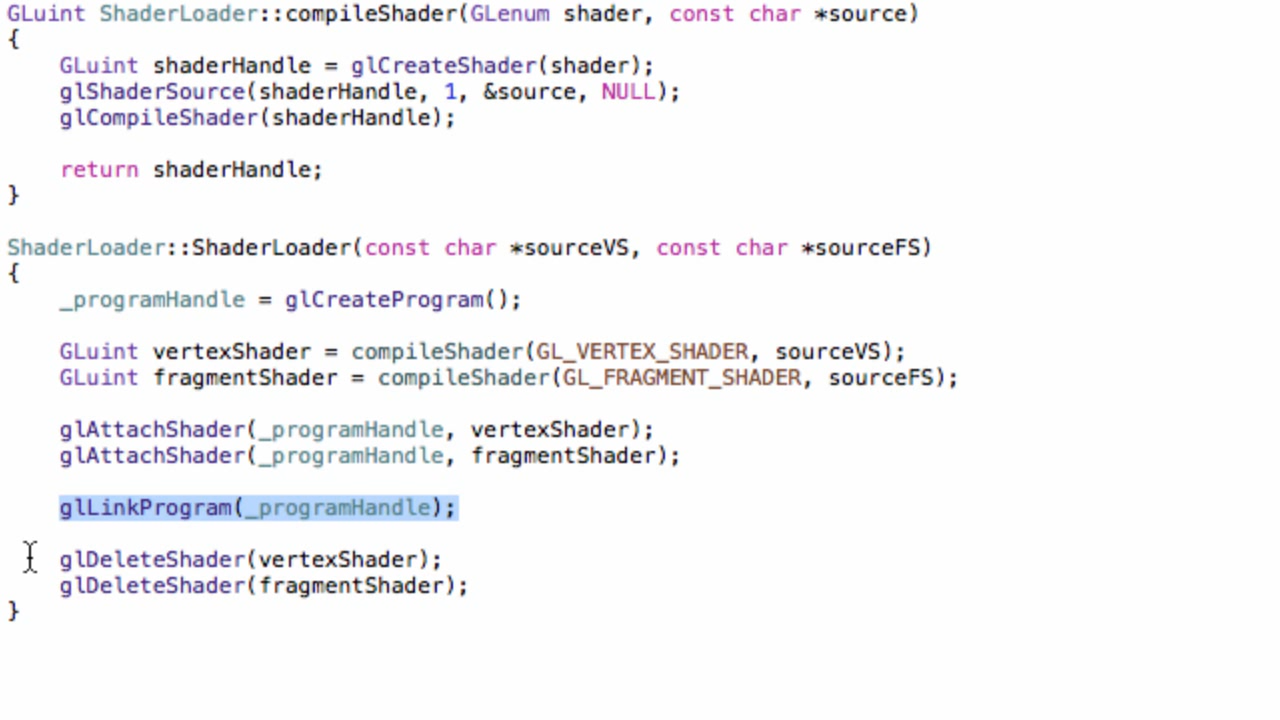 GLuint ShaderLoader::compileShader(GLenum shader, const char *source)
{
    GLuint shaderHandle = glCreateShader(shader);
    glShaderSource(shaderHandle, 1, &source, NULL);
    glCompileShader(shaderHandle);

    return shaderHandle;
}

ShaderLoader::ShaderLoader(const char *sourceVS, const char *sourceFS)
{
    _programHandle = glCreateProgram();

    GLuint vertexShader = compileShader(GL_VERTEX_SHADER, sourceVS);
    GLuint fragmentShader = compileShader(GL_FRAGMENT_SHADER, sourceFS);

    glAttachShader(_programHandle, vertexShader);
    glAttachShader(_programHandle, fragmentShader);

    glLinkProgram(_programHandle);

    glDeleteShader(vertexShader);
    glDeleteShader(fragmentShader);
}